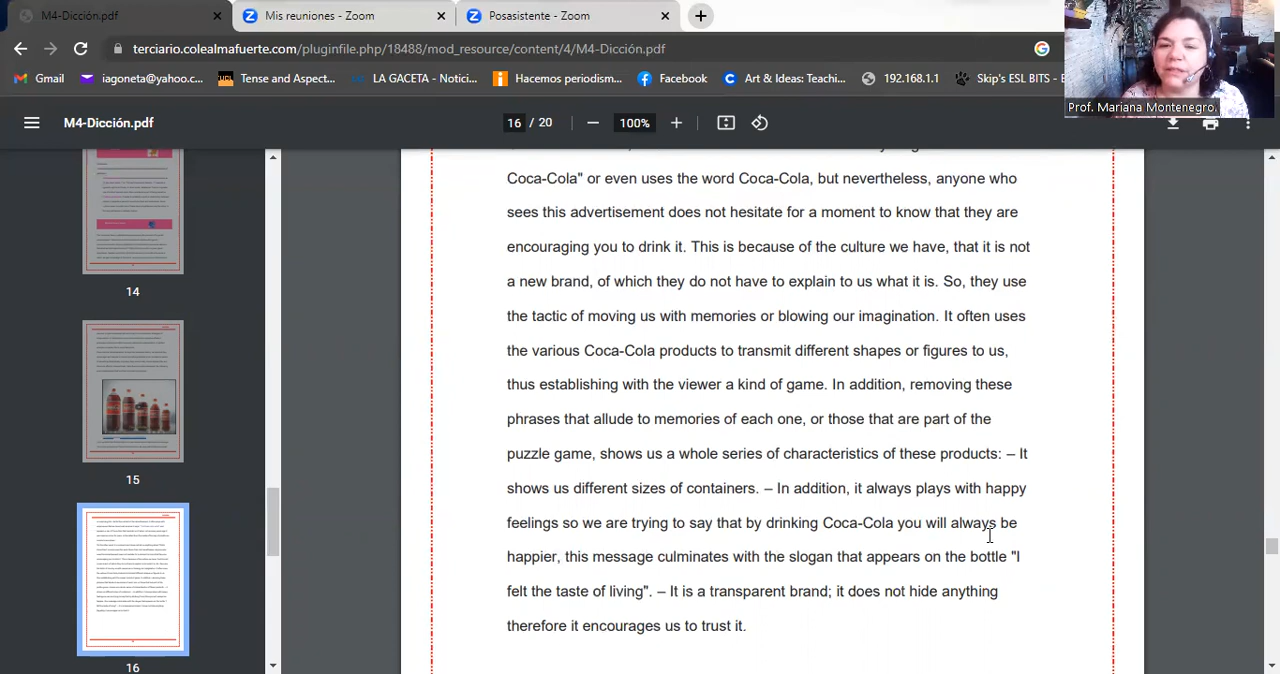 M4-Dicción.pdf
Mis reuniones - Zoom
Posasistente - Zoom
terciario.colealmafuerte.com/pluginfile.php/18488/mod_resource/content/4/M4-Dicción.pdf
Gmail
iagoneta@yahoo.c...
Tense and Aspect...
LA GACETA - Notici...
Hacemos periodism...
Facebook
Art & Ideas: Teachi...
192.168.1.1
Skip's ESL BITS - E
Prof. Mariana Montenegro.
M4-Dicción.pdf
16 / 20
100%
14
15
16
Coca-Cola" or even uses the word Coca-Cola, but nevertheless, anyone who
sees this advertisement does not hesitate for a moment to know that they are
encouraging you to drink it. This is because of the culture we have, that it is not
a new brand, of which they do not have to explain to us what it is. So, they use
the tactic of moving us with memories or blowing our imagination. It often uses
the various Coca-Cola products to transmit different shapes or figures to us,
thus establishing with the viewer a kind of game. In addition, removing these
phrases that allude to memories of each one, or those that are part of the
puzzle game, shows us a whole series of characteristics of these products: – It
shows us different sizes of containers. – In addition, it always plays with happy
feelings so we are trying to say that by drinking Coca-Cola you will always be
happier, this message culminates with the slogan that appears on the bottle "I
felt the taste of living". – It is a transparent brand; it does not hide anything
therefore it encourages us to trust it.